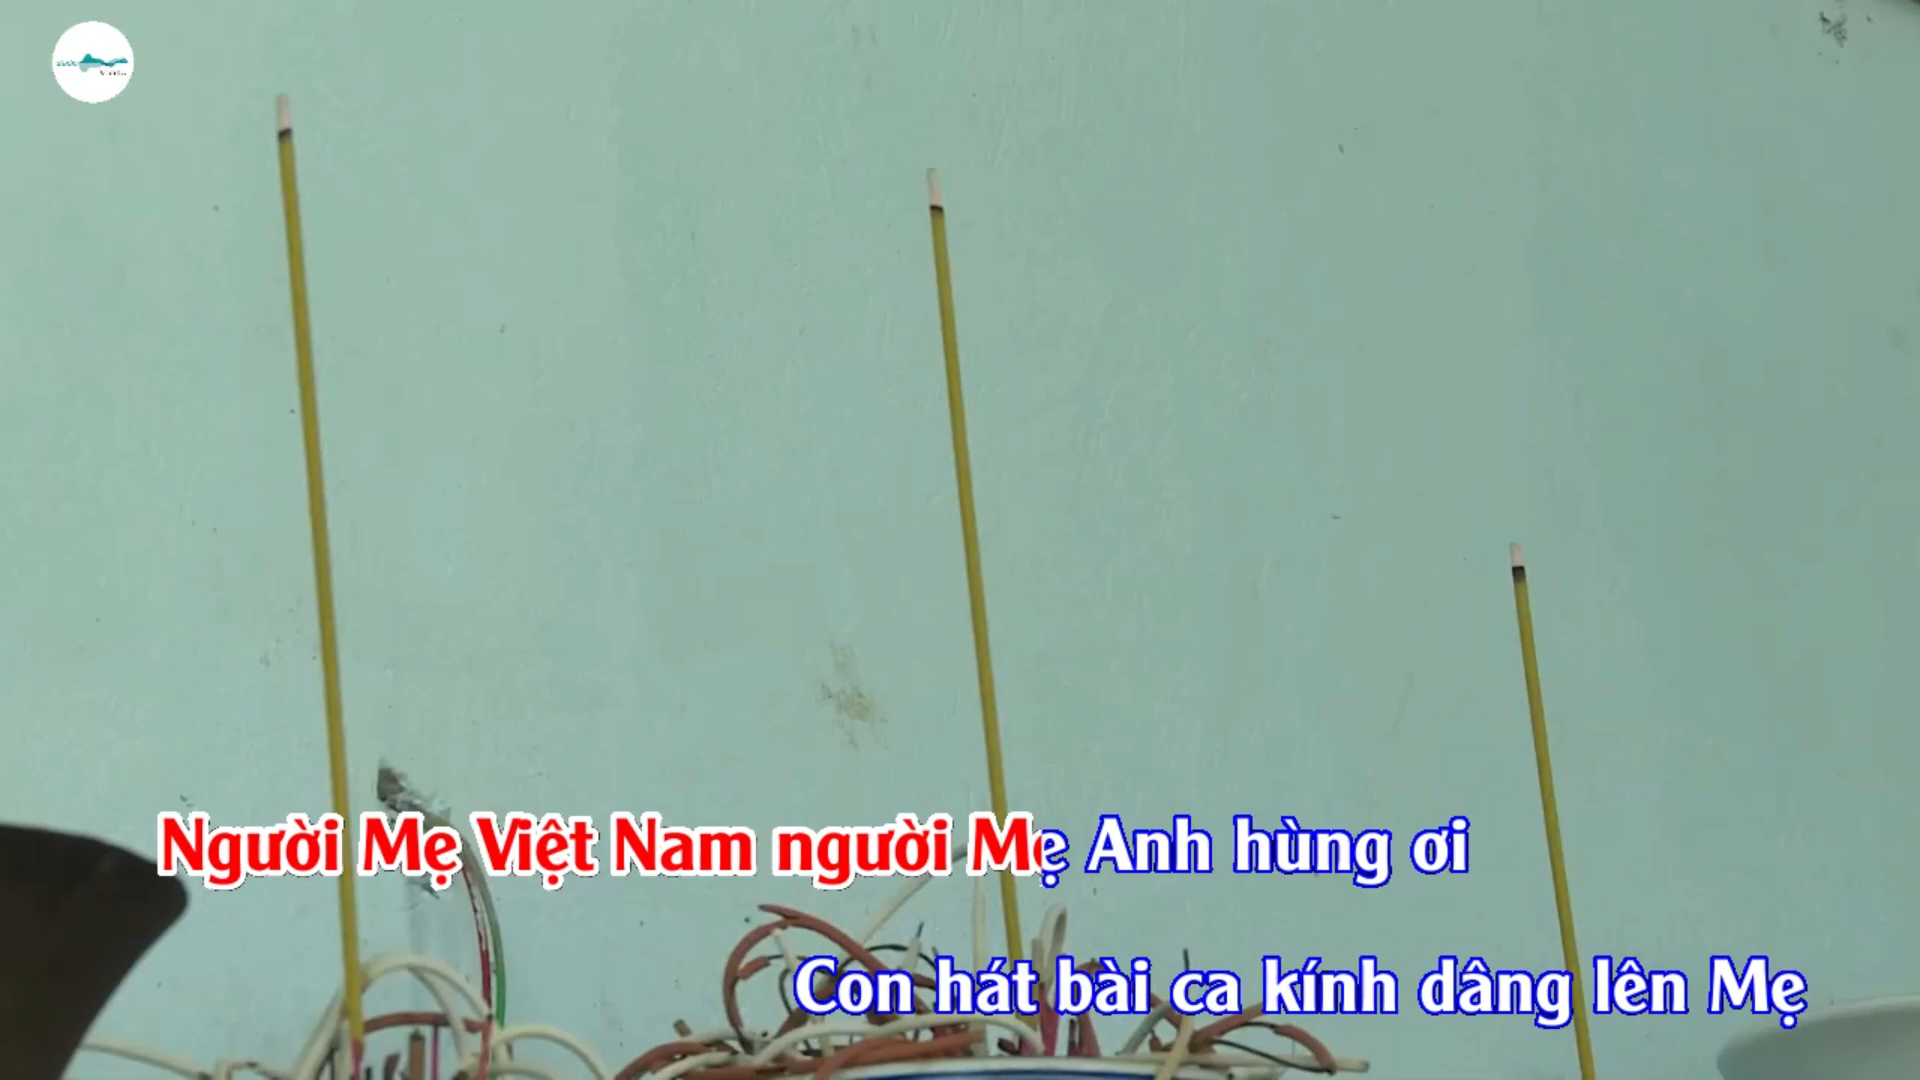 Người Mẹ Việt Nam người Mẹ Anh hùng ơi
Con hát bài ca kính dâng lên Mẹ